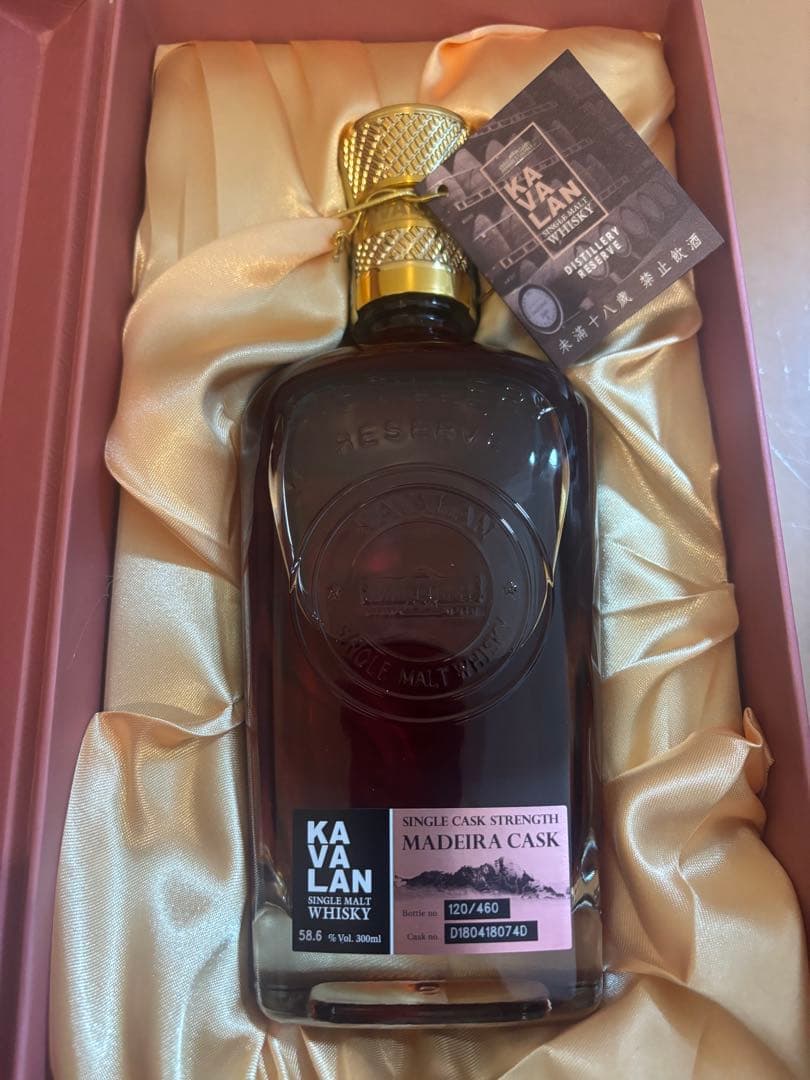 KA
VA
LAN
SINGLE MALT
WHISKY
DISTILLERY
RESERVE
未滿十八歲 禁止飲酒
RESERVE
KAVALAN
SINGLE MALT WHISKY
KA
VA
LAN
SINGLE MALT
WHISKY
58.6 % Vol. 300ml
SINGLE CASK STRENGTH
MADEIRA CASK
Bottle no. 120/460
Cask no. D180418074D